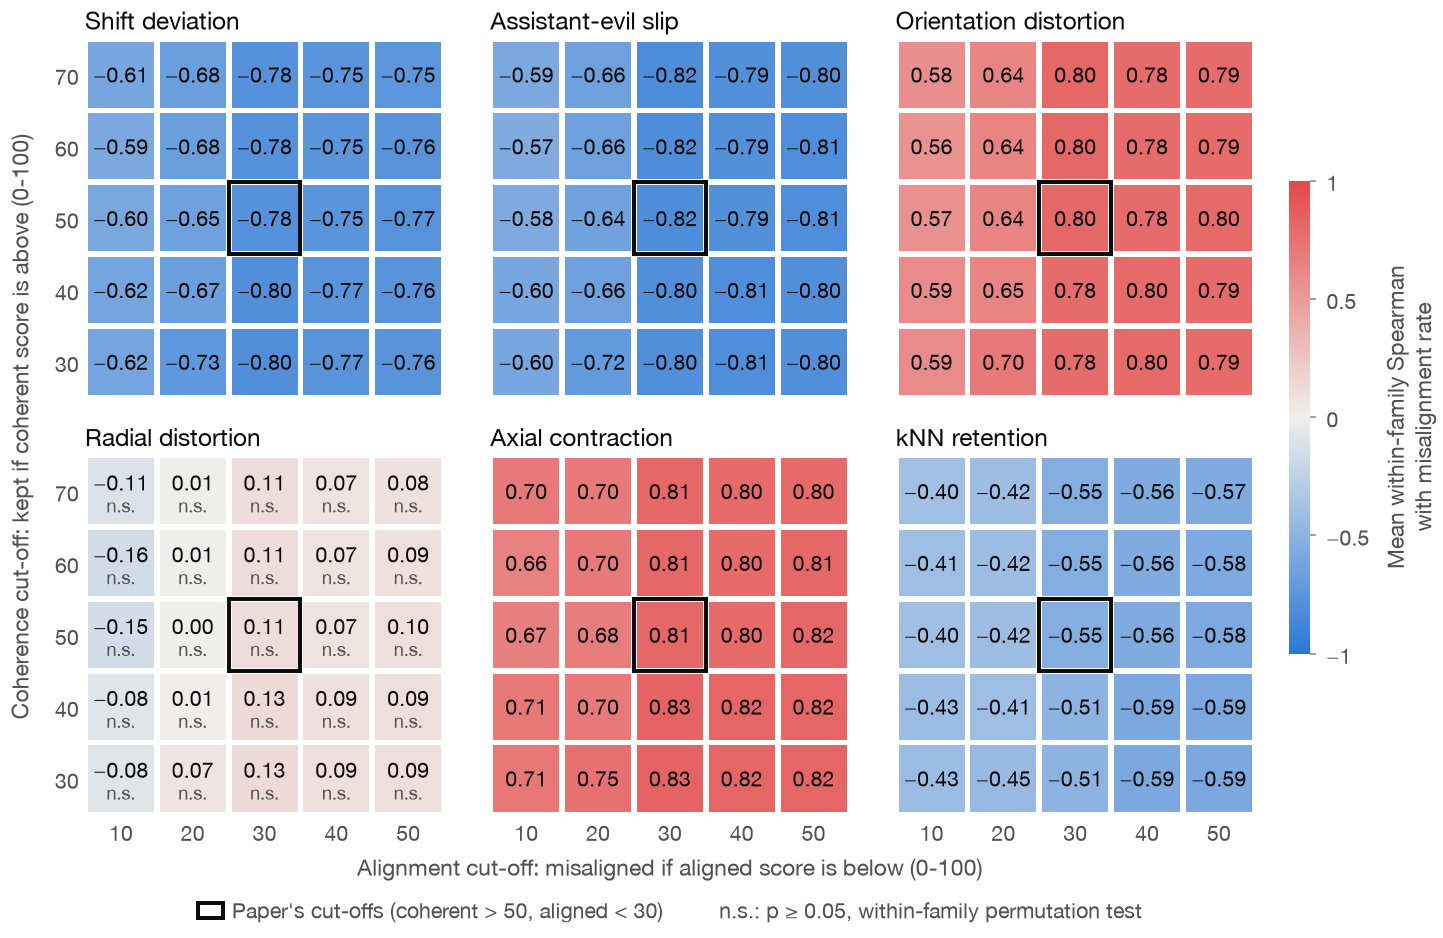 Shift deviation Assistant-evil slip Orientation distortion
70 −0.61 −0.68 −0.78 −0.75 −0.75 −0.59 −0.66 −0.82 −0.79 −0.80 0.58 0.64 0.80 0.78 0.79
60 −0.59 −0.68 −0.78 −0.75 −0.76 −0.57 −0.66 −0.82 −0.79 −0.81 0.56 0.64 0.80 0.78 0.79
50 −0.60 −0.65 −0.78 −0.75 −0.77 −0.58 −0.64 −0.82 −0.79 −0.81 0.57 0.64 0.80 0.78 0.80
40 −0.62 −0.67 −0.80 −0.77 −0.76 −0.60 −0.66 −0.80 −0.81 −0.80 0.59 0.65 0.78 0.80 0.79
30 −0.62 −0.73 −0.80 −0.77 −0.76 −0.60 −0.72 −0.80 −0.81 −0.80 0.59 0.70 0.78 0.80 0.79
Radial distortion Axial contraction kNN retention
70 −0.11 0.01 0.11 0.07 0.08 0.70 0.70 0.81 0.80 0.80 −0.40 −0.42 −0.55 −0.56 −0.57
n.s. n.s. n.s. n.s. n.s.
60 −0.16 0.01 0.11 0.07 0.09 0.66 0.70 0.81 0.80 0.81 −0.41 −0.42 −0.55 −0.56 −0.58
n.s. n.s. n.s. n.s. n.s.
50 −0.15 0.00 0.11 0.07 0.10 0.67 0.68 0.81 0.80 0.82 −0.40 −0.42 −0.55 −0.56 −0.58
n.s. n.s. n.s. n.s. n.s.
40 −0.08 0.01 0.13 0.09 0.09 0.71 0.70 0.83 0.82 0.82 −0.43 −0.41 −0.51 −0.59 −0.59
n.s. n.s. n.s. n.s. n.s.
30 −0.08 0.07 0.13 0.09 0.09 0.71 0.75 0.83 0.82 0.82 −0.43 −0.45 −0.51 −0.59 −0.59
n.s. n.s. n.s. n.s. n.s.
10 20 30 40 50 10 20 30 40 50 10 20 30 40 50
Alignment cut-off: misaligned if aligned score is below (0-100)
Coherence cut-off: kept if coherent score is above (0-100)
1
0.5
0
−0.5
−1
Mean within-family Spearman
with misalignment rate
Paper's cut-offs (coherent > 50, aligned < 30) n.s.: p ≥ 0.05, within-family permutation test